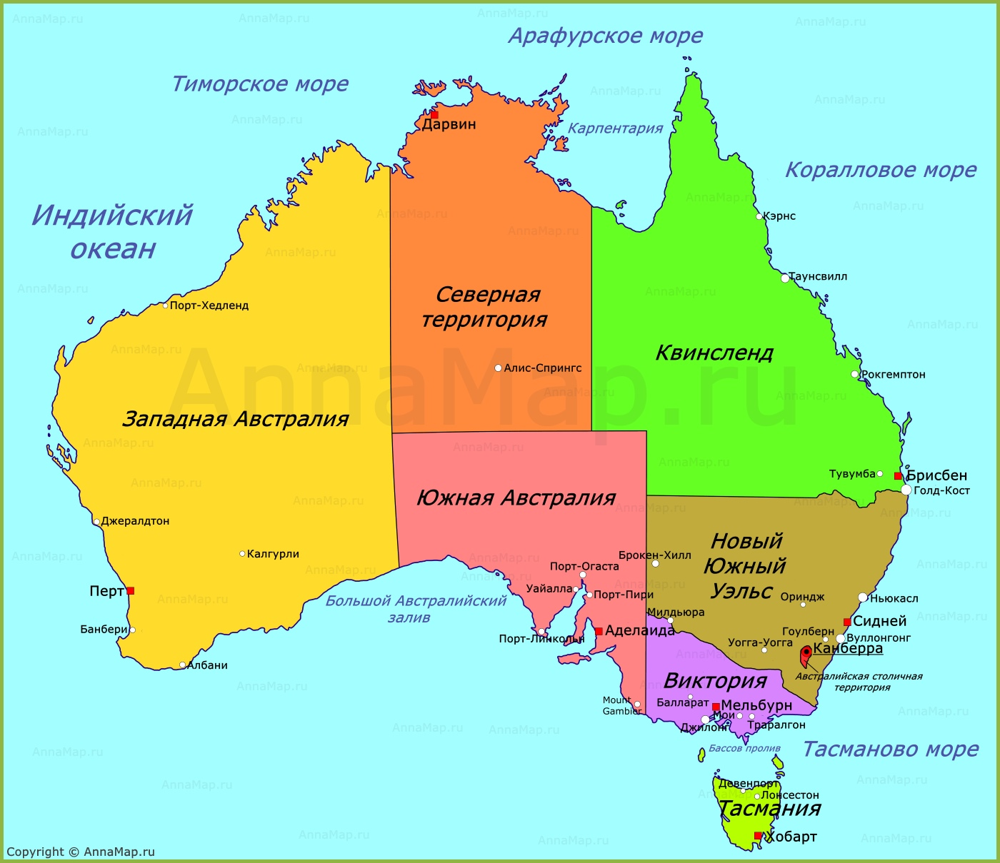 Арафурское море
Тиморское море
Дарвин
Карпентария
Коралловое море
Индийский
океан
Кэрнс
Таунсвилл
Северная
территория
Порт-Хедленд
Квинсленд
Алис-Спрингс
Рокгемптон
AnnaMap.ru
Западная Австралия
Тувумба
Брисбен
Голд-Кост
Южная Австралия
Джералдтон
Новый
Южный
Уэльс
Калгурли
Брокен-Хилл
Порт-Огаста
Уайалла
Порт-Пири
Перт
Ориндж
Ньюкасл
Большой Австралийский
залив
Милдьюра
Сидней
Банбери
Порт-Линкольн
Аделаида
Гоулберн
Вуллонгонг
Уогга-Уогга
Канберра
Албани
Австралийская столичная
территория
Виктория
Mount
Gambier
Балларат
Мельбурн
Мои
Джилонг
Траралгон
Бассов пролив
Тасманово море
Девенпорт
Лонсестон
Тасмания
Хобарт
Copyright © AnnaMap.ru